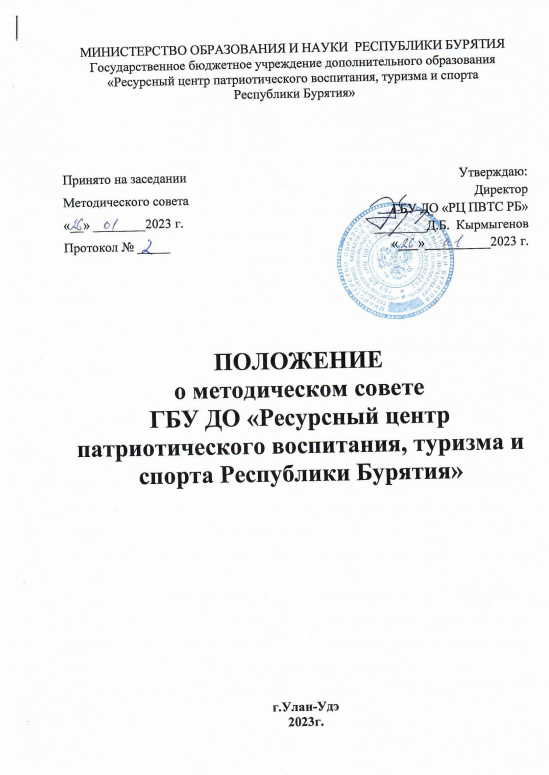 МИНИСТЕРСТВО ОБРАЗОВАНИЯ И НАУКИ РЕСПУБЛИКИ БУРЯТИЯ
Государственное бюджетное учреждение дополнительного образования
«Ресурсный центр патриотического воспитания, туризма и спорта
Республики Бурятия»
Принято на заседании
Методического совета
«26» 01 2023 г.
Протокол № 2
Утверждаю:
Директор
ГБУ ДО «РЦ ПВТС РБ»
Д.Б. Кырмыгенов
«26» 01 2023 г.
ПОЛОЖЕНИЕ
о методическом совете
ГБУ ДО «Ресурсный центр
патриотического воспитания, туризма и
спорта Республики Бурятия»
г.Улан-Удэ
2023г.